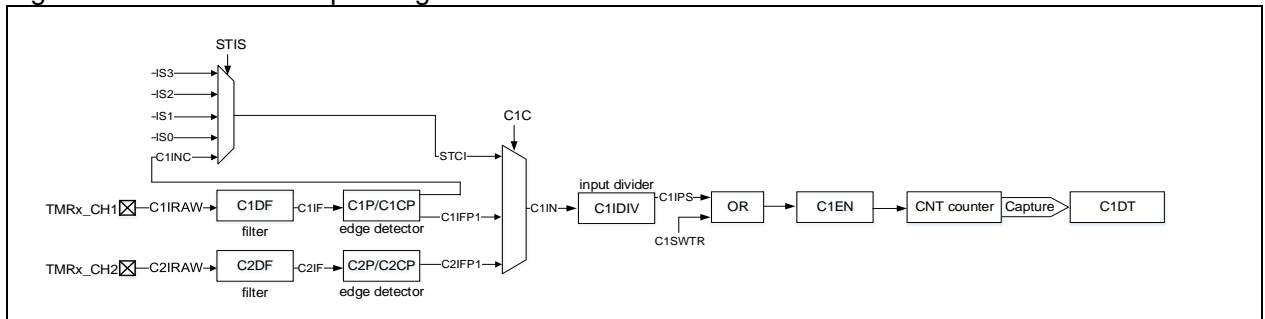 STIS
IS3
IS2
IS1
IS0
C1INC
C1C
STCI
TMRx_CH1
C1IRAW
C1DF
filter
C1IF
C1P/C1CP
edge detector
C1IFP1
TMRx_CH2
C2IRAW
C2DF
filter
C2IF
C2P/C2CP
edge detector
C2IFP1
C1IN
input divider
C1IDIV
C1IPS
C1SWTR
OR
C1EN
CNT counter
Capture
C1DT